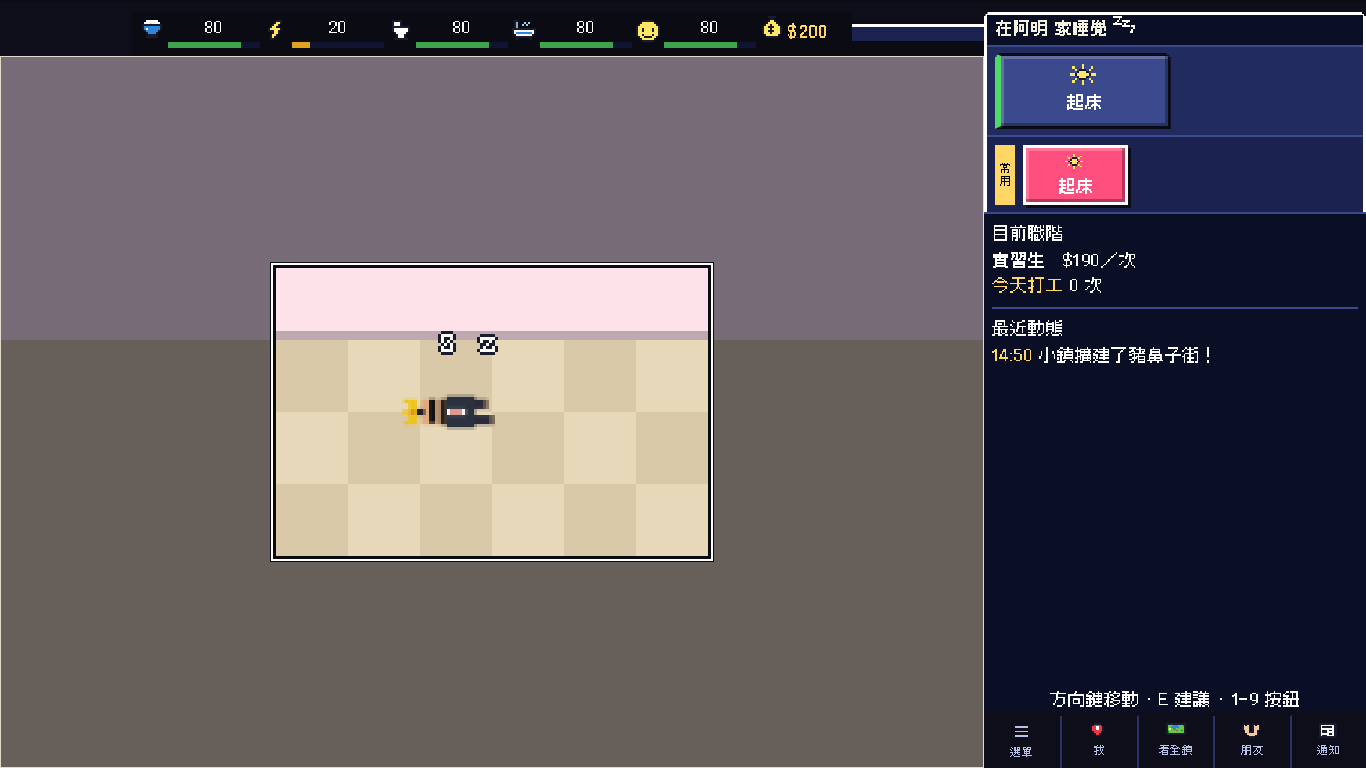 80
20
80
80
80
$200
在阿明 家睡覺 zzz
起床
常用
起床
目前職階
實習生 $190／次
今天打工 0 次
最近動態
14:50 小鎮擴建了豬鼻子街！
方向鍵移動 · E 建議 · 1-9 按鈕
選單
我
看全鎮
朋友
通知